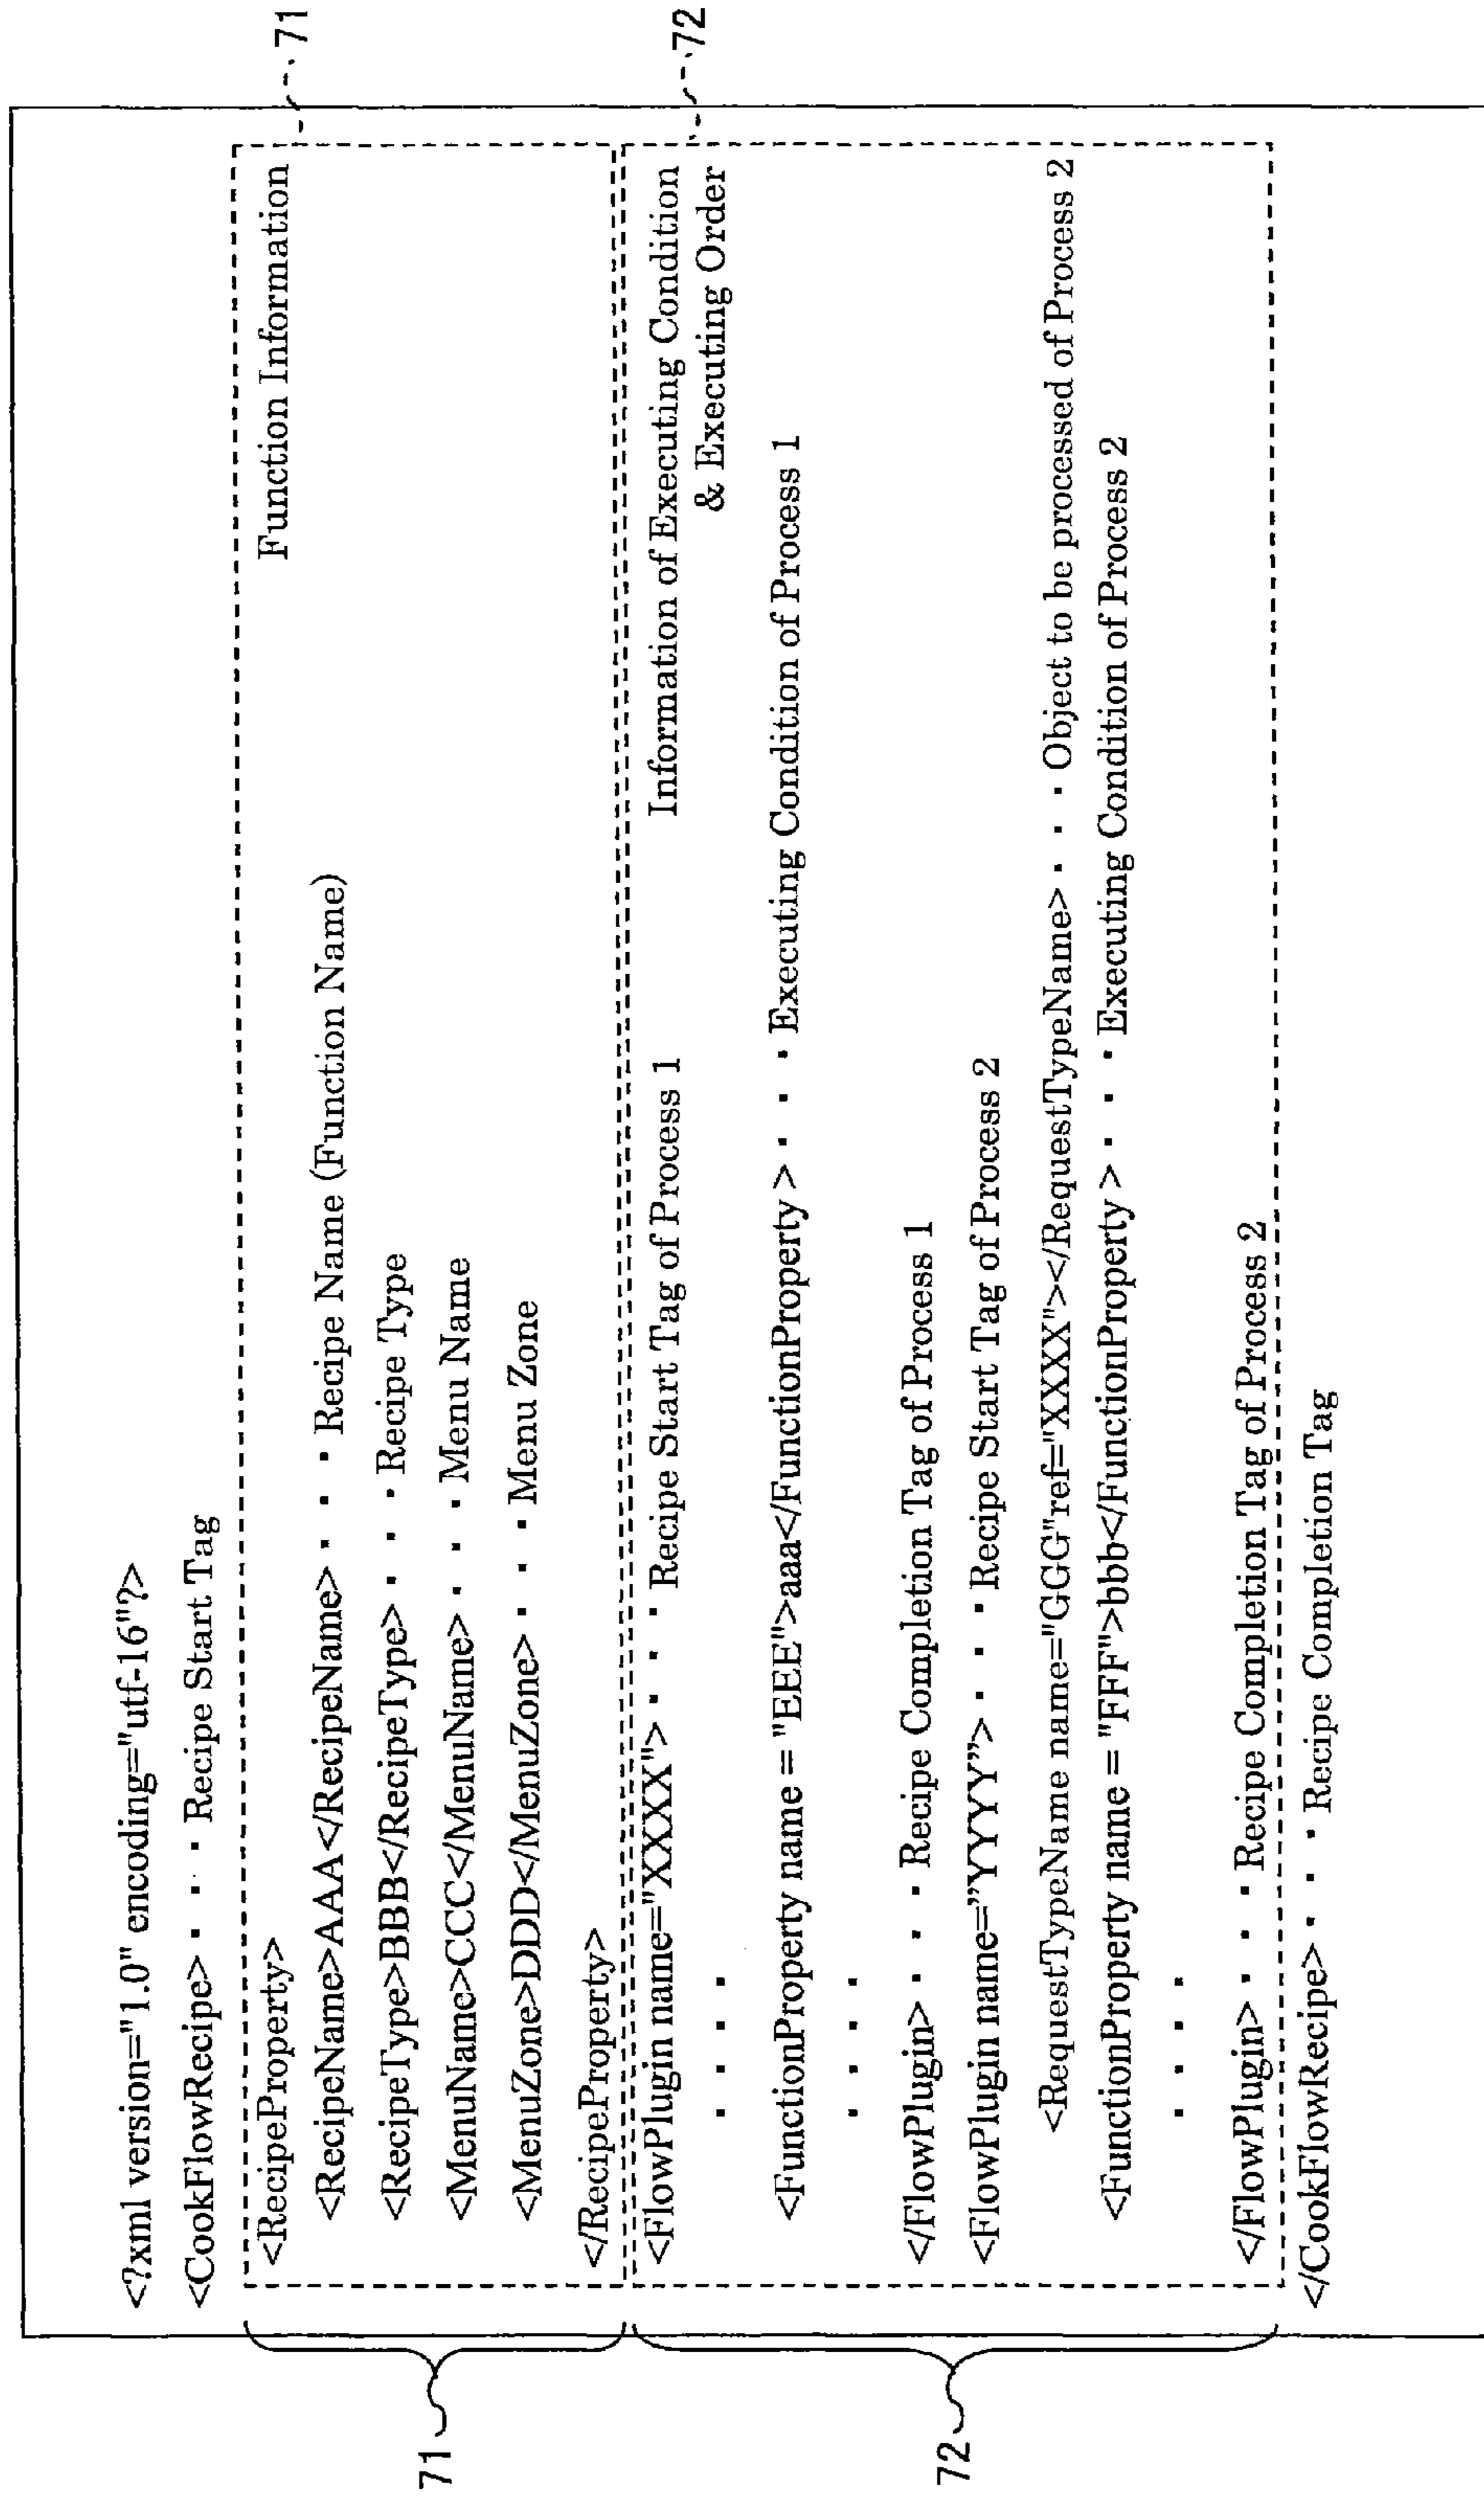 <?xml version="1.0" encoding="utf-16"?>
<CookFlowRecipe> · · · Recipe Start Tag
71
<RecipeProperty>
Function Information
71
<RecipeName>AAA</RecipeName> · · · Recipe Name (Function Name)
<RecipeType>BBB</RecipeType> · · · Recipe Type
<MenuName>CCC</MenuName> · · · Menu Name
<MenuZone>DDD</MenuZone> · · · Menu Zone
</RecipeProperty>
72
<FlowPlugin name="XXXX"> · · · Recipe Start Tag of Process 1
Information of Executing Condition
& Executing Order
72
· · · ·
<FunctionProperty name = "EEE">aaa</FunctionProperty > · · · Executing Condition of Process 1
· · · ·
</FlowPlugin> · · · Recipe Completion Tag of Process 1
<FlowPlugin name=”YYYY”> · · · Recipe Start Tag of Process 2
<RequestTypeName name="GGG"ref="XXXX"></RequestTypeName> · · · Object to be processed of Process 2
<FunctionProperty name = "FFF">bbb</FunctionProperty > · · · Executing Condition of Process 2
· · · ·
</FlowPlugin> · · · Recipe Completion Tag of Process 2
</CookFlowRecipe> · · · Recipe Completion Tag